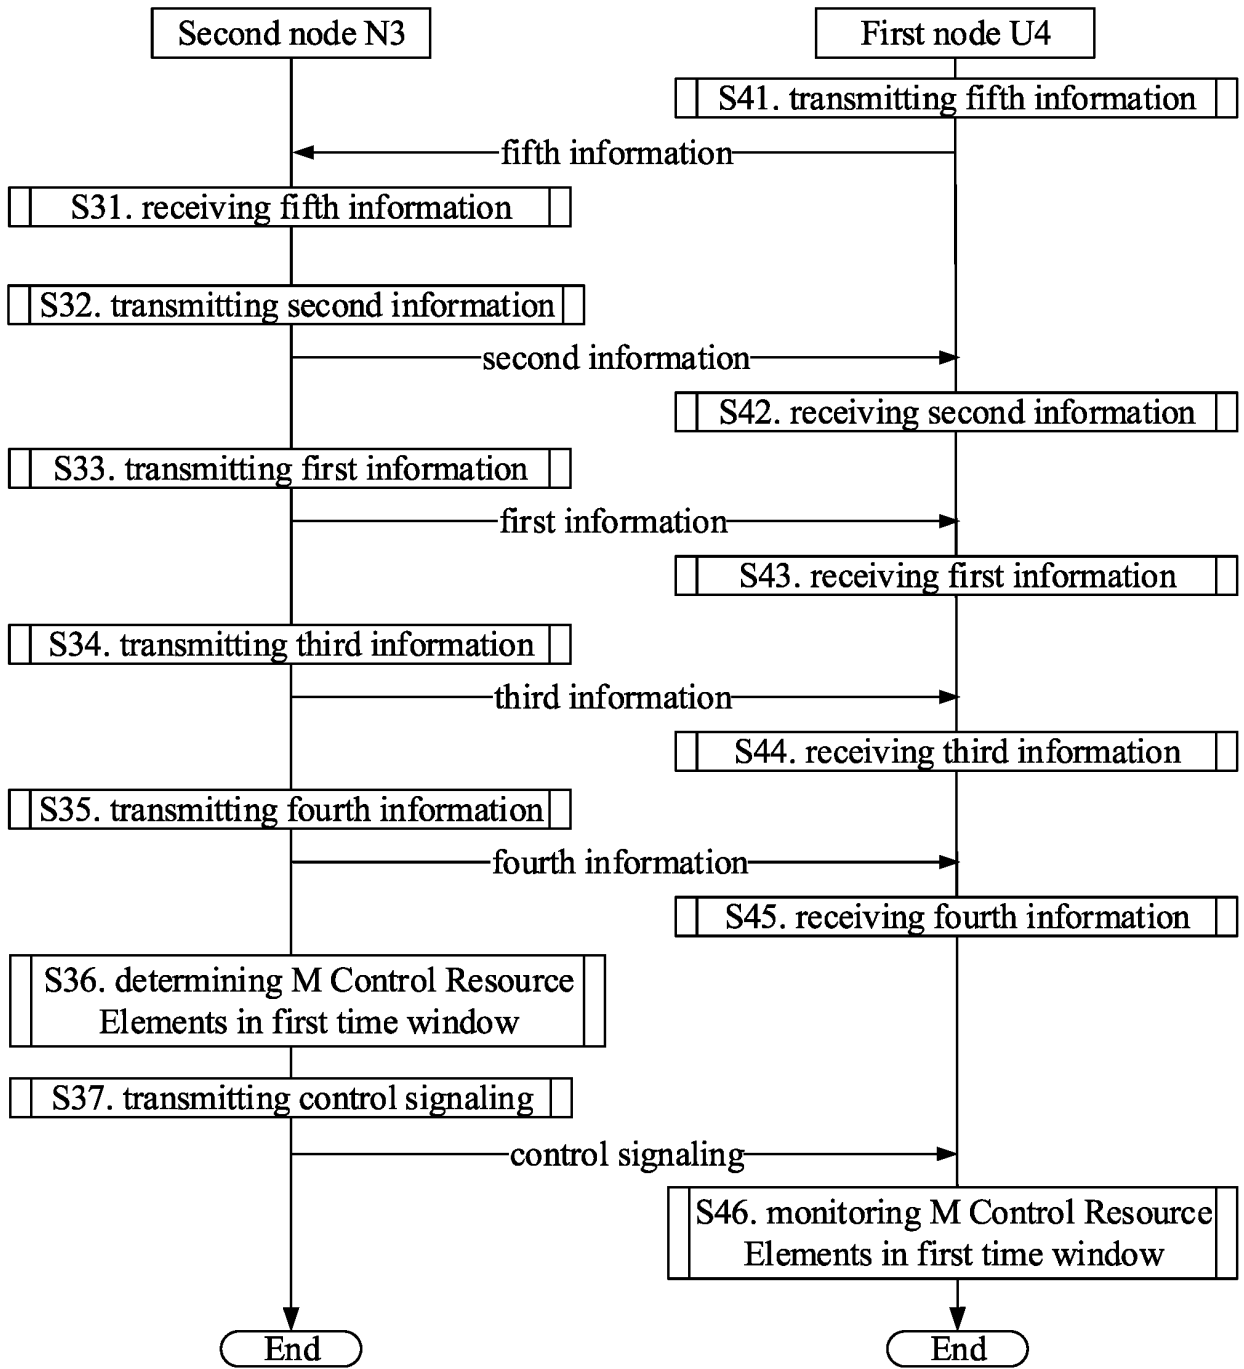 Second node N3
First node U4
S41. transmitting fifth information
fifth information
S31. receiving fifth information
S32. transmitting second information
second information
S42. receiving second information
S33. transmitting first information
first information
S43. receiving first information
S34. transmitting third information
third information
S44. receiving third information
S35. transmitting fourth information
fourth information
S45. receiving fourth information
S36. determining M Control Resource
Elements in first time window
S37. transmitting control signaling
control signaling
S46. monitoring M Control Resource
Elements in first time window
End
End